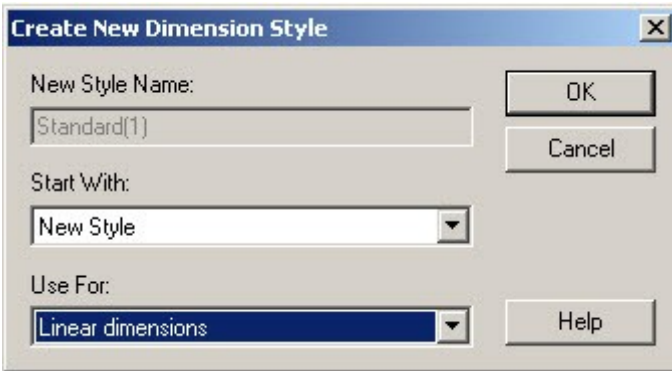 Create New Dimension Style
New Style Name:
OK
Standard(1)
Cancel
Start With:
New Style
Use For:
Linear dimensions
Help